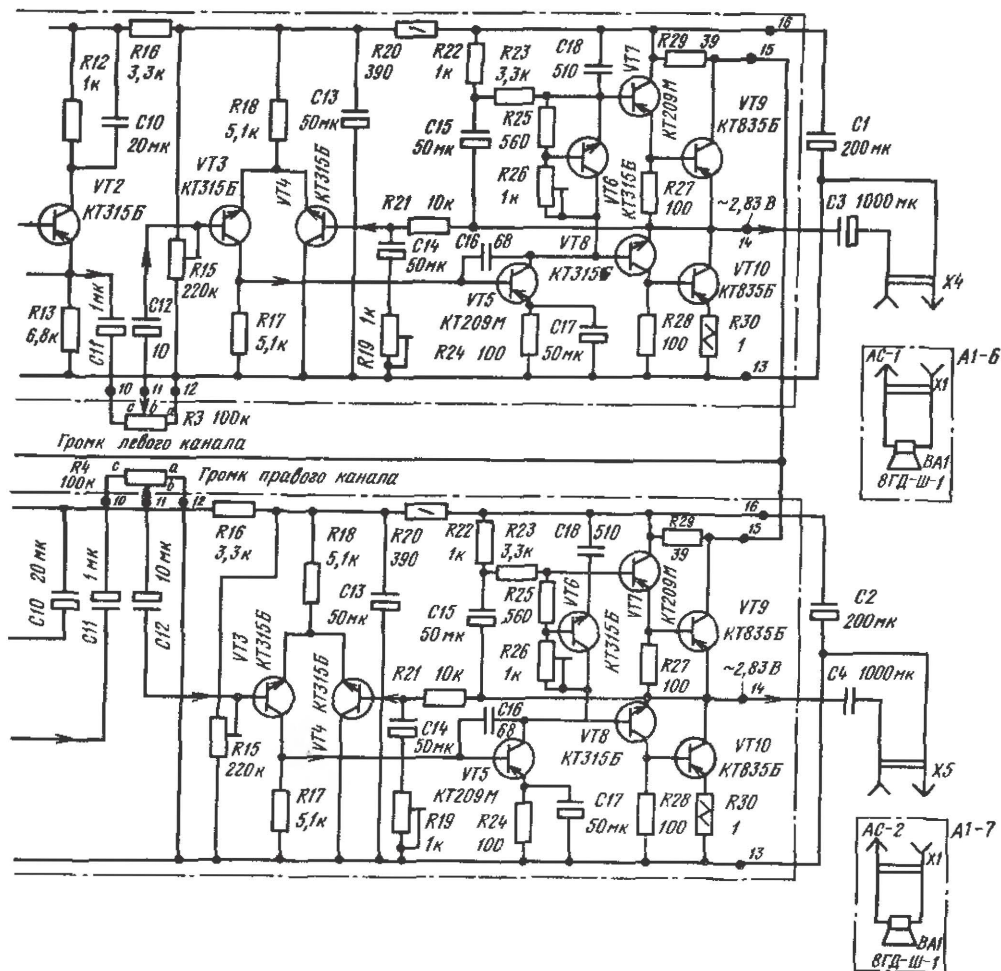 R16
3,3к
R12
1к
C10
20мк
VT2
КТ315Б
R13
6,8к
1мк
C11
C12
10
R18
5,1к
VT3
КТ315Б
VT4
КТ315Б
R15
220к
R17
5,1к
R20
390
C13
50мк
R22
1к
R23
3,3к
C18
510
VT7
КТ209М
R29 39
16
15
C15
50мк
R25
560
R26
1к
VT6
КТ315Б
VT9
КТ835Б
C1
200мк
R27
100
~2,83 В
14
C3 1000мк
R21 10к
C14
50мк
C16
68
VT8
КТ315Б
VT10
КТ835Б
VT5
КТ209М
R19 1к
R24 100
C17
50мк
R28
100
R30
1
13
X4
10 11 12
c b a
R3 100к
Громк левого канала
АС-1
А1-6
X1
ВА1
8ГД-Ш-1
R4
100к
c a
b
Громк правого канала
10 11 12
R16
3,3к
R18
5,1к
R20
390
R22
1к
R23
3,3к
C18 510
16
15
R29
39
C10 20мк
C11 1мк
C12 10мк
C13
50мк
C15
50мк
R25
560
R26
1к
VT6
КТ315Б
VT7
КТ209М
VT9
КТ835Б
C2
200мк
VT3
КТ315Б
VT4
КТ315Б
R21 10к
R27
100
~2,83 В
14
C4 1000мк
R15
220к
C14
50мк
C16
68
VT8
КТ315Б
VT10
КТ835Б
X5
R17
5,1к
VT5
КТ209М
R19
1к
R24
100
C17
50мк
R28
100
R30
1
13
АС-2
А1-7
X1
ВА1
8ГД-Ш-1